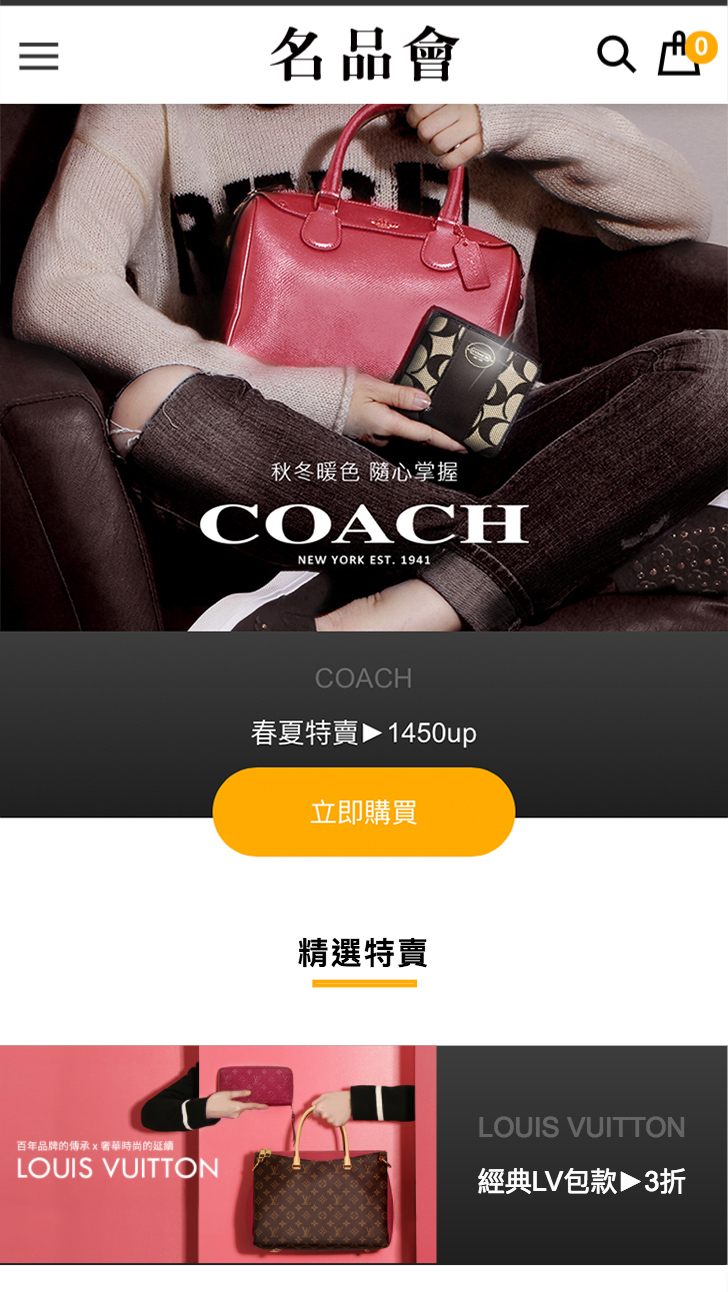 名品會
0
秋冬暖色 隨心掌握
COACH
NEW YORK EST. 1941
COACH
春夏特賣▶1450up
立即購買
精選特賣
百年品牌的傳承 x 奢華時尚的延續
LOUIS VUITTON
LOUIS VUITTON
經典LV包款▶3折